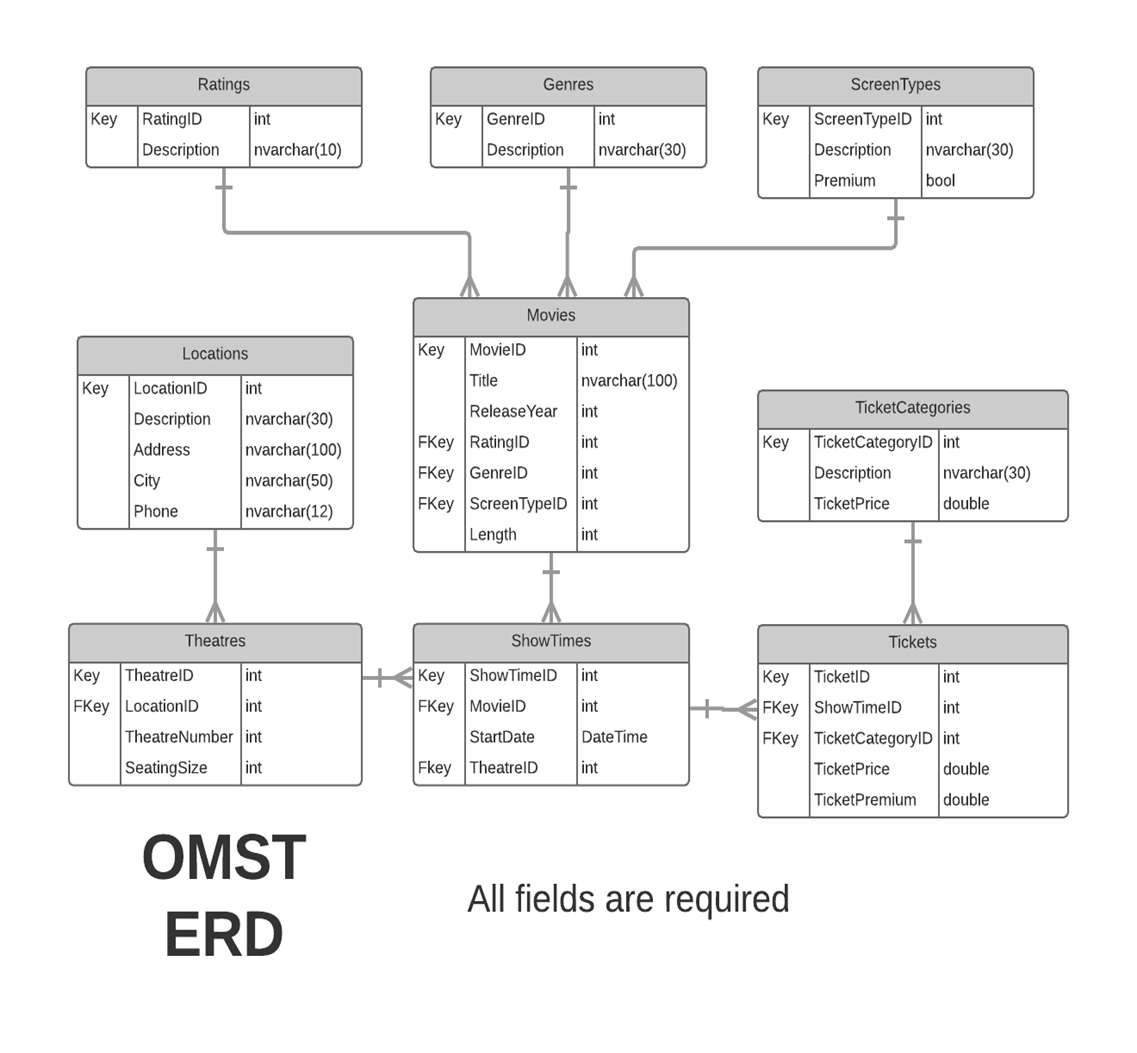 Ratings
Key RatingID int
Description nvarchar(10)
Genres
Key GenreID int
Description nvarchar(30)
ScreenTypes
Key ScreenTypeID int
Description nvarchar(30)
Premium bool
Movies
Key MovieID int
Title nvarchar(100)
ReleaseYear int
FKey RatingID int
FKey GenreID int
FKey ScreenTypeID int
Length int
Locations
Key LocationID int
Description nvarchar(30)
Address nvarchar(100)
City nvarchar(50)
Phone nvarchar(12)
TicketCategories
Key TicketCategoryID int
Description nvarchar(30)
TicketPrice double
Theatres
Key TheatreID int
FKey LocationID int
TheatreNumber int
SeatingSize int
ShowTimes
Key ShowTimeID int
FKey MovieID int
StartDate DateTime
Fkey TheatreID int
Tickets
Key TicketID int
FKey ShowTimeID int
FKey TicketCategoryID int
TicketPrice double
TicketPremium double
OMST
ERD
All fields are required